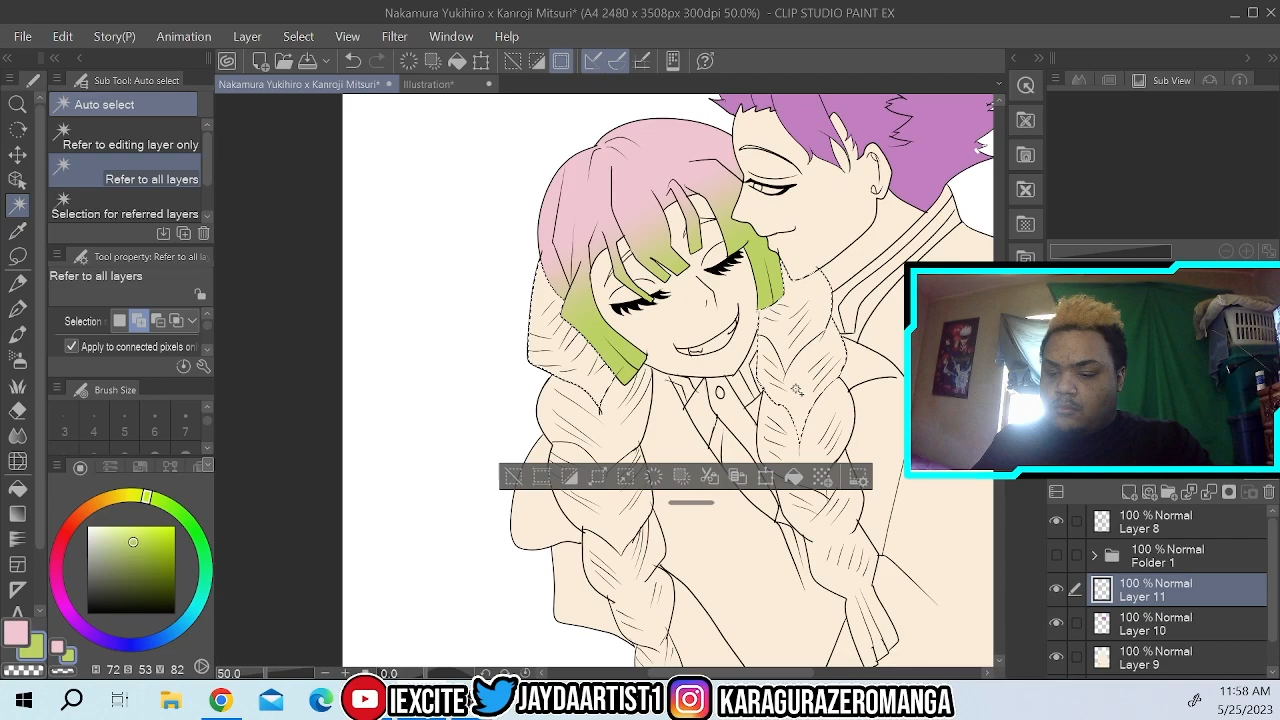 Nakamura Yukihiro x Kanroji Mitsuri* (A4 2480 x 3508px 300dpi 50.0%) - CLIP STUDIO PAINT EX
File Edit Story(P) Animation Layer Select View Filter Window Help
Sub Tool: Auto select
Nakamura Yukihiro x Kanroji Mitsuri*
Illustration*
Sub View
Auto select
Refer to editing layer only
Refer to all layers
Selection for referred layers
Tool property: Refer to all lay
Refer to all layers
Selection
Apply to connected pixels on
Brush Size
3 4 5 6 7
100 % Normal
Layer 8
100 % Normal
Folder 1
100 % Normal
Layer 11
100 % Normal
Layer 10
100 % Normal
Layer 9
H 72 S 53 V 82
50.0
0.0
IEXCITE
JAYDAARTIST1
KARAGURAZEROMANGA
11:58 AM
5/25/2023